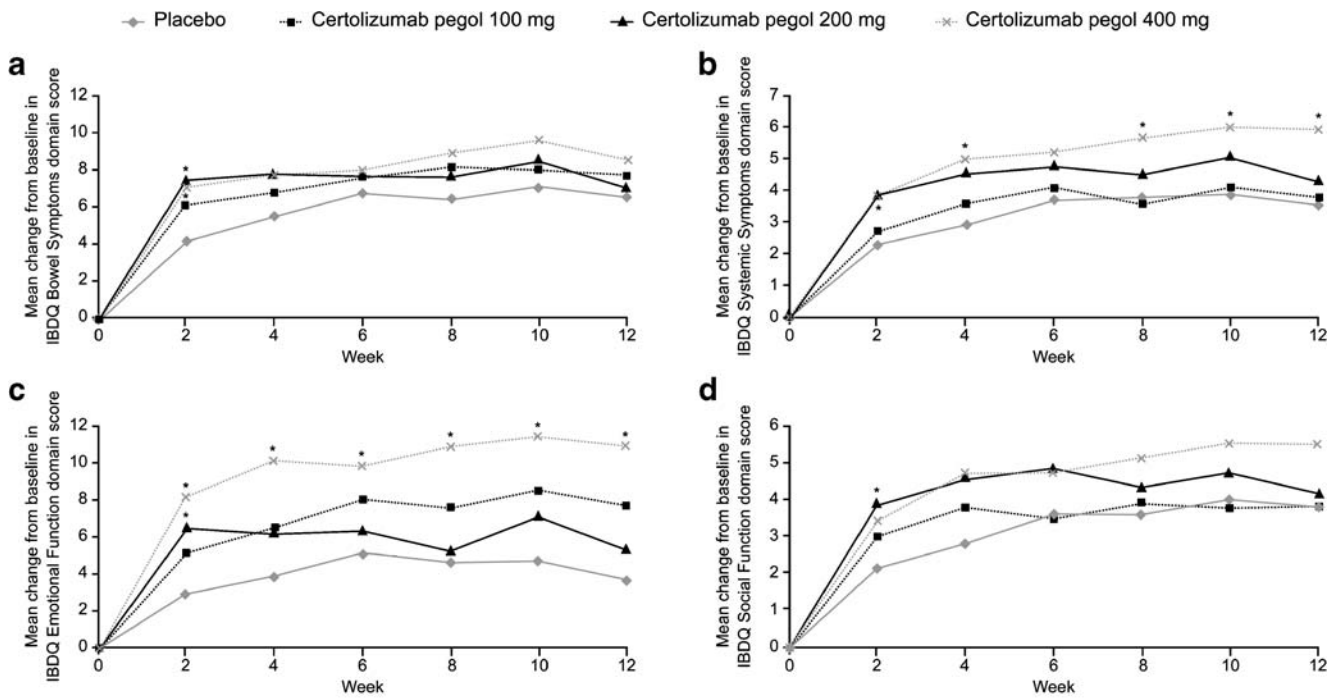 Placebo
Certolizumab pegol 100 mg
Certolizumab pegol 200 mg
Certolizumab pegol 400 mg
a
Mean change from baseline in
IBDQ Bowel Symptoms domain score
12
10
8
6
4
2
0
* *
0 2 4 6 8 10 12
Week
b
Mean change from baseline in
IBDQ Systemic Symptoms domain score
7
6
5
4
3
2
1
0
* * * * *
*
0 2 4 6 8 10 12
Week
c
Mean change from baseline in
IBDQ Emotional Function domain score
12
10
8
6
4
2
0
* * * * * *
*
0 2 4 6 8 10 12
Week
d
Mean change from baseline in
IBDQ Social Function domain score
6
5
4
3
2
1
0
*
0 2 4 6 8 10 12
Week